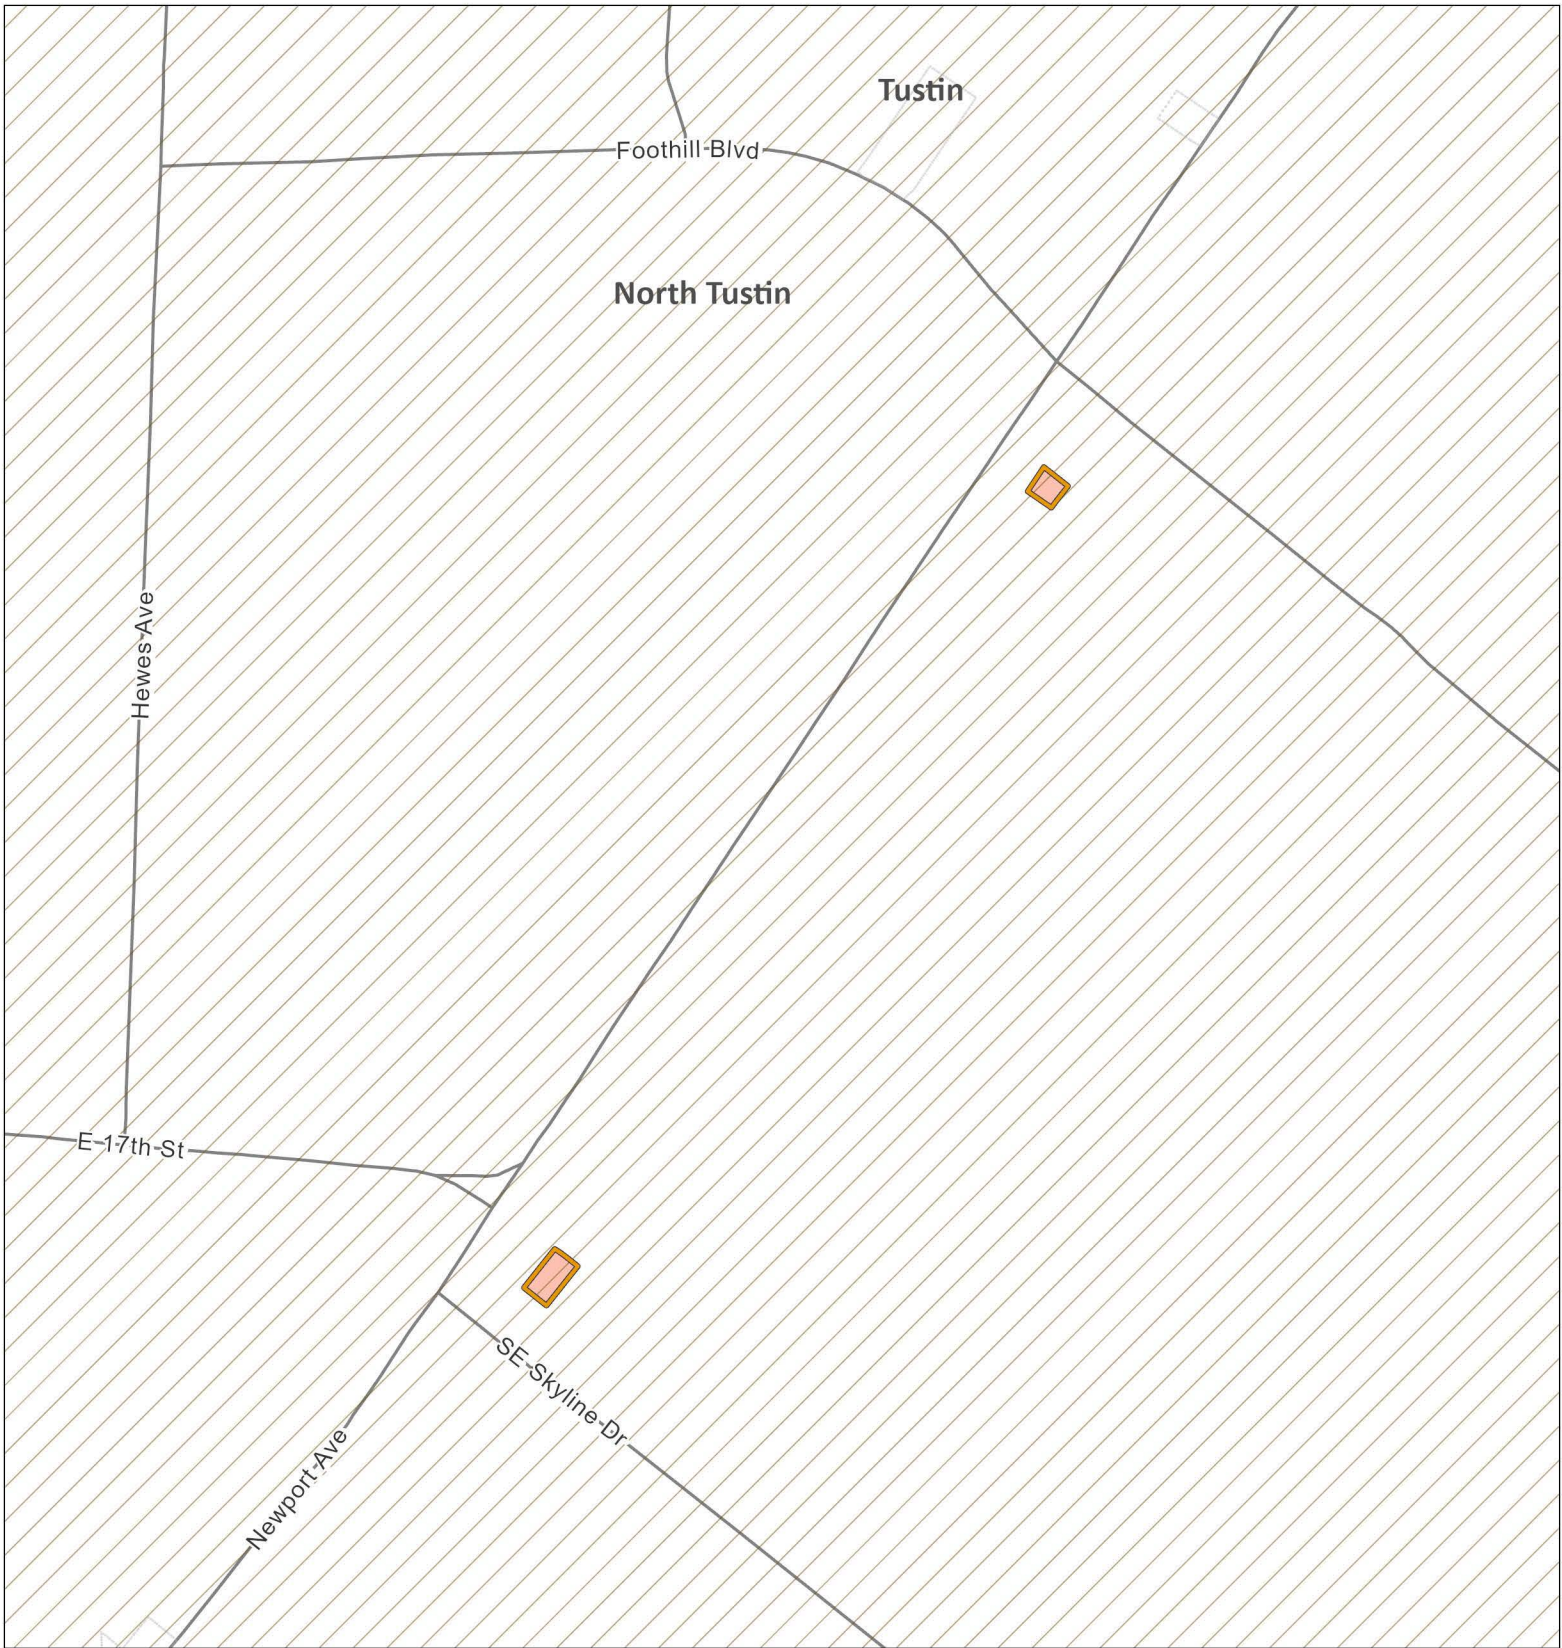 Tustin
Foothill Blvd
North Tustin
Hewes Ave
E 17th St
SE Skyline Dr
Newport Ave